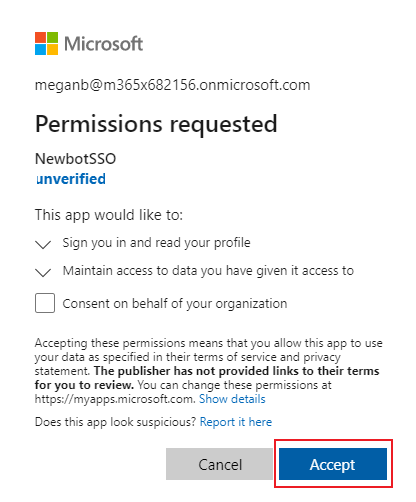 Microsoft
meganb@m365x682156.onmicrosoft.com
Permissions requested
NewbotSSO
unverified
This app would like to:
Sign you in and read your profile
Maintain access to data you have given it access to
Consent on behalf of your organization
Accepting these permissions means that you allow this app to use
your data as specified in their terms of service and privacy
statement. The publisher has not provided links to their terms
for you to review. You can change these permissions at
https://myapps.microsoft.com. Show details
Does this app look suspicious? Report it here
Cancel
Accept